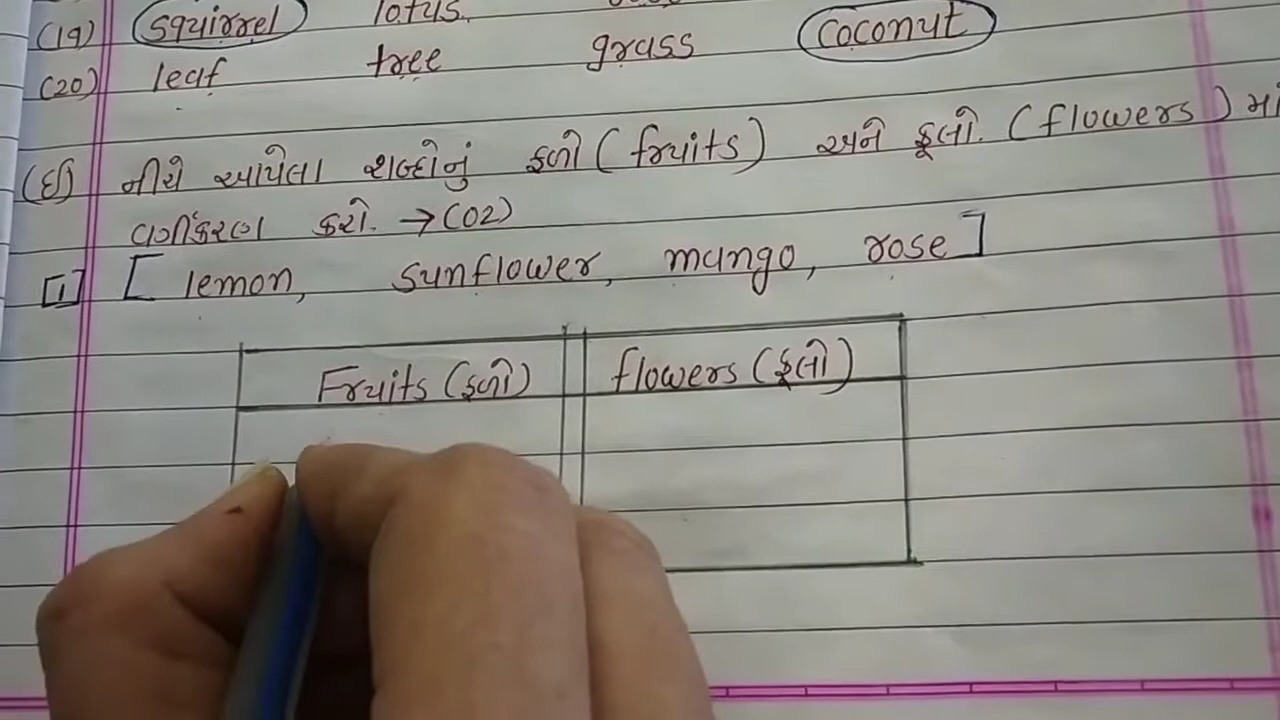 (19) squirrel lotus
(20) leaf tree grass coconut
(ઈ) નીચે આપેલા શબ્દોનું ફળો (fruits) અને ફૂલો. (flowers) માં
વર્ગીકરણ કરો. → (02)
[1] [ lemon, sunflower, mango, rose ]
Fruits (ફળો) flowers (ફૂલો)